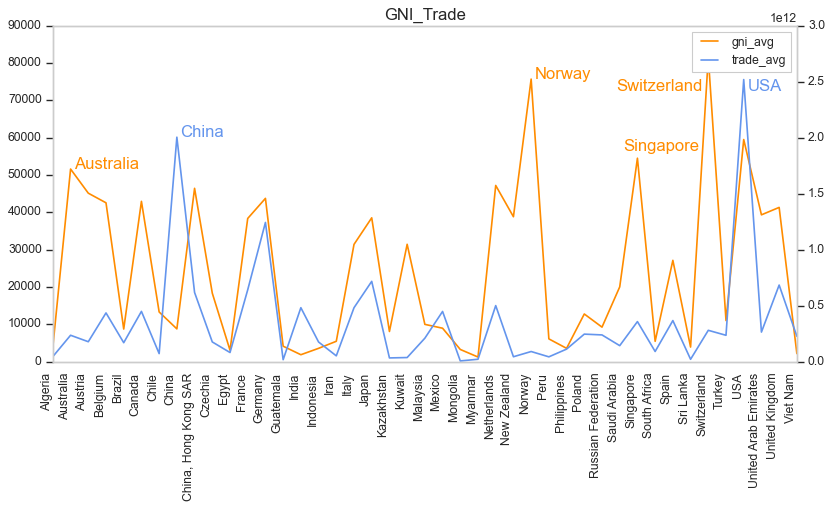 GNI_Trade
1e12
90000
80000
70000
60000
50000
40000
30000
20000
10000
0
3.0
2.5
2.0
1.5
1.0
0.5
0.0
gni_avg
trade_avg
Norway
Switzerland
USA
China
Singapore
Australia
Algeria
Australia
Austria
Belgium
Brazil
Canada
Chile
China
China, Hong Kong SAR
Czechia
Egypt
France
Germany
Guatemala
India
Indonesia
Iran
Italy
Japan
Kazakhstan
Kuwait
Malaysia
Mexico
Mongolia
Myanmar
Netherlands
New Zealand
Norway
Peru
Philippines
Poland
Russian Federation
Saudi Arabia
Singapore
South Africa
Spain
Sri Lanka
Switzerland
Turkey
USA
United Arab Emirates
United Kingdom
Viet Nam